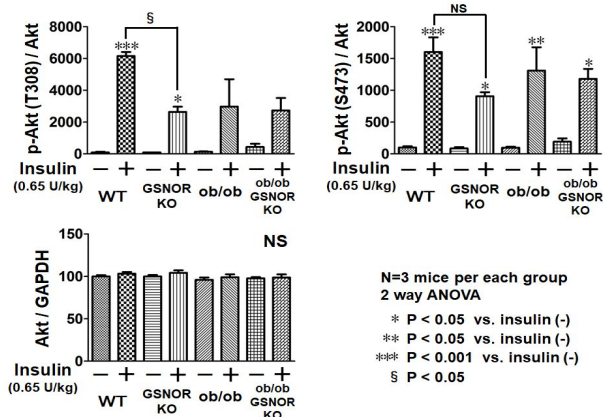 §
p-Akt (T308) / Akt
8000
6000
4000
2000
0
***
*
Insulin − + − + − + − +
(0.65 U/kg)
WT GSNOR KO ob/ob ob/ob GSNOR KO
NS
p-Akt (S473) / Akt
2000
1500
1000
500
0
***
*
**
*
Insulin − + − + − + − +
(0.65 U/kg)
WT GSNOR KO ob/ob ob/ob GSNOR KO
NS
Akt / GAPDH
150
100
50
0
Insulin − + − + − + − +
(0.65 U/kg)
WT GSNOR KO ob/ob ob/ob GSNOR KO
N=3 mice per each group
2 way ANOVA
* P < 0.05 vs. insulin (-)
** P < 0.05 vs. insulin (-)
*** P < 0.001 vs. insulin (-)
§ P < 0.05